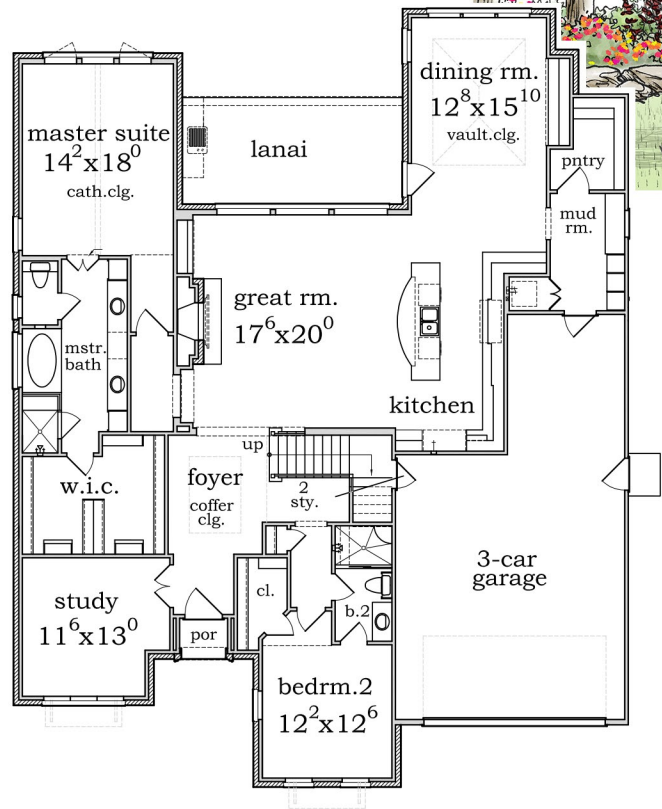 dining rm.
12⁸x15¹⁰
vault.clg.
master suite
14²x18⁰
cath.clg.
lanai
pntry
mud
rm.
great rm.
17⁶x20⁰
mstr.
bath
kitchen
up
foyer
coffer
clg.
2
sty.
w.i.c.
3-car
garage
study
11⁶x13⁰
cl.
b.2
por
bedrm.2
12²x12⁶